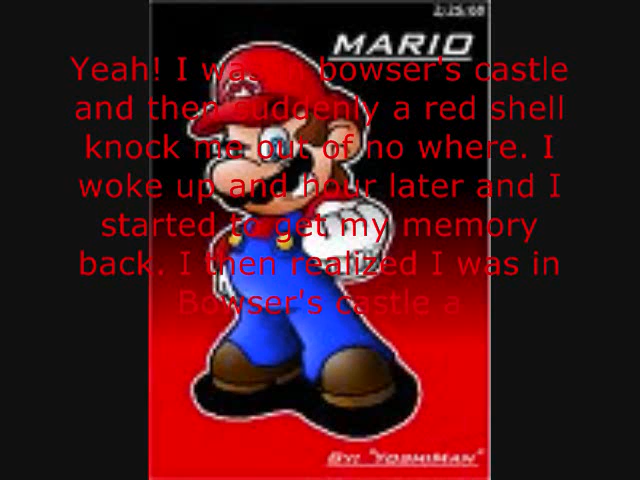 2/25/08
MARIO
Yeah! I was in bowser's castle
and then suddenly a red shell
knock me out of no where. I
woke up and hour later and I
started to get my memory
back. I then realized I was in
Bowser's castle a
By: "Yoshiman"